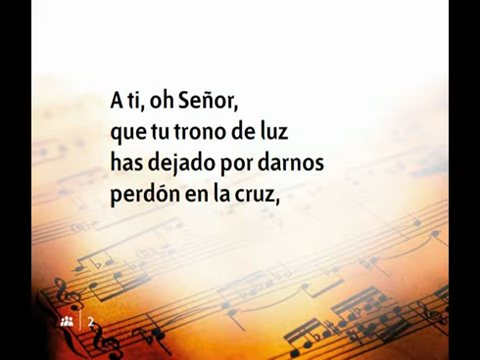 A ti, oh Señor,
que tu trono de luz
has dejado por darnos
perdón en la cruz,
2